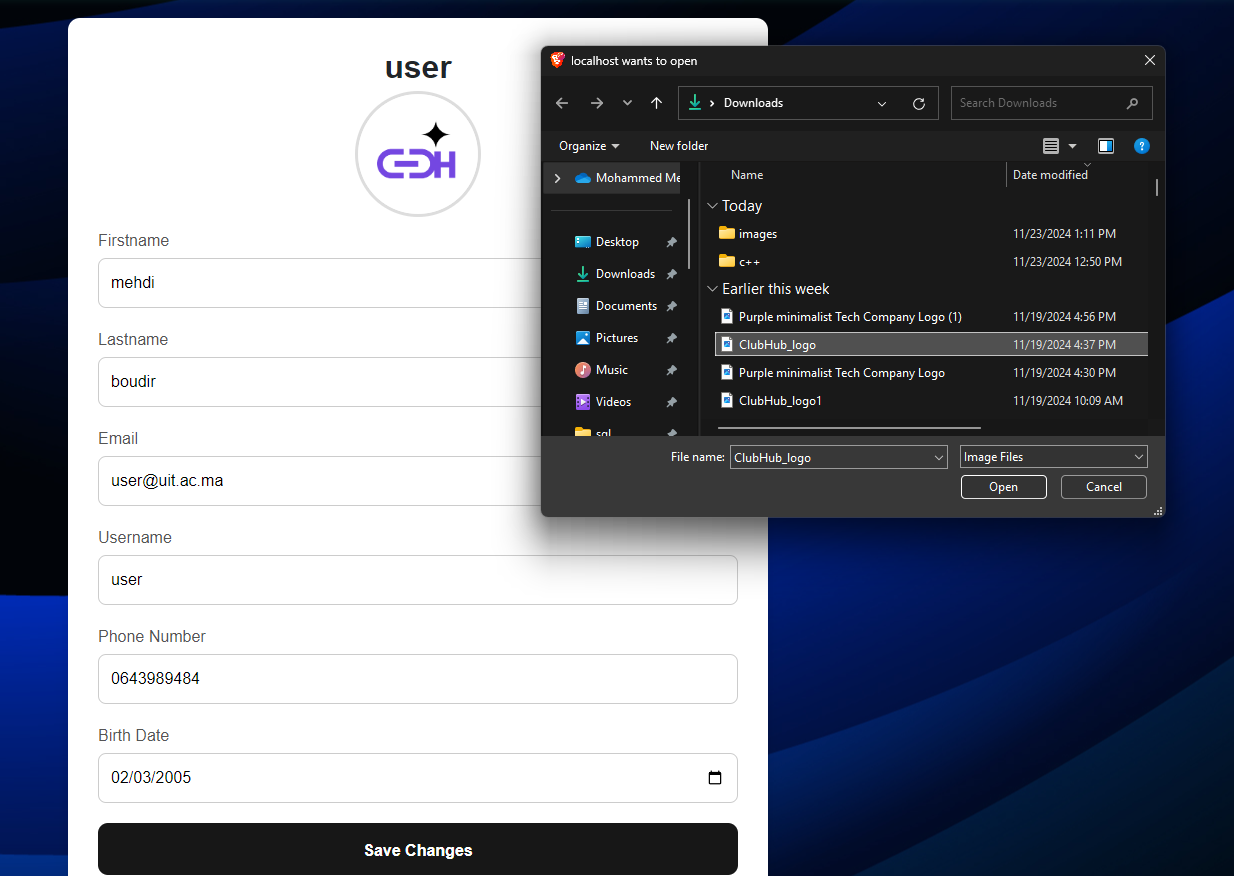 user
CDH
Firstname
mehdi
Lastname
boudir
Email
user@uit.ac.ma
Username
user
Phone Number
0643989484
Birth Date
02/03/2005
Save Changes
localhost wants to open
Downloads
Search Downloads
Organize
New folder
?
Mohammed Me
Desktop
Downloads
Documents
Pictures
Music
Videos
sql
Name Date modified
Today
images 11/23/2024 1:11 PM
c++ 11/23/2024 12:50 PM
Earlier this week
Purple minimalist Tech Company Logo (1) 11/19/2024 4:56 PM
ClubHub_logo 11/19/2024 4:37 PM
Purple minimalist Tech Company Logo 11/19/2024 4:30 PM
ClubHub_logo1 11/19/2024 10:09 AM
File name: ClubHub_logo Image Files
Open Cancel